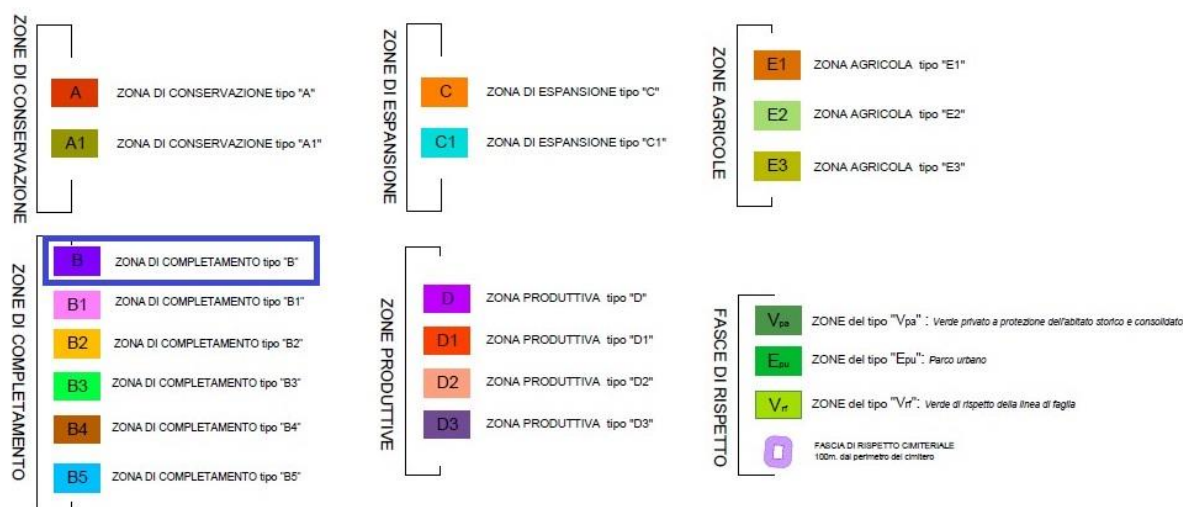 ZONE DI CONSERVAZIONE
A ZONA DI CONSERVAZIONE tipo "A"
A1 ZONA DI CONSERVAZIONE tipo "A1"
ZONE DI COMPLETAMENTO
B ZONA DI COMPLETAMENTO tipo "B"
B1 ZONA DI COMPLETAMENTO tipo "B1"
B2 ZONA DI COMPLETAMENTO tipo "B2"
B3 ZONA DI COMPLETAMENTO tipo "B3"
B4 ZONA DI COMPLETAMENTO tipo "B4"
B5 ZONA DI COMPLETAMENTO tipo "B5"
ZONE DI ESPANSIONE
C ZONA DI ESPANSIONE tipo "C"
C1 ZONA DI ESPANSIONE tipo "C1"
ZONE PRODUTTIVE
D ZONA PRODUTTIVA tipo "D"
D1 ZONA PRODUTTIVA tipo "D1"
D2 ZONA PRODUTTIVA tipo "D2"
D3 ZONA PRODUTTIVA tipo "D3"
ZONE AGRICOLE
E1 ZONA AGRICOLA tipo "E1"
E2 ZONA AGRICOLA tipo "E2"
E3 ZONA AGRICOLA tipo "E3"
FASCE DI RISPETTO
Vpa ZONE del tipo "Vpa" : Verde privato a protezione dell'abitato storico e consolidato
Epu ZONE del tipo "Epu": Parco urbano
Vrf ZONE del tipo "Vrf": Verde di rispetto della linea di faglia
FASCIA DI RISPETTO CIMITERIALE
100m. dal perimetro del cimitero